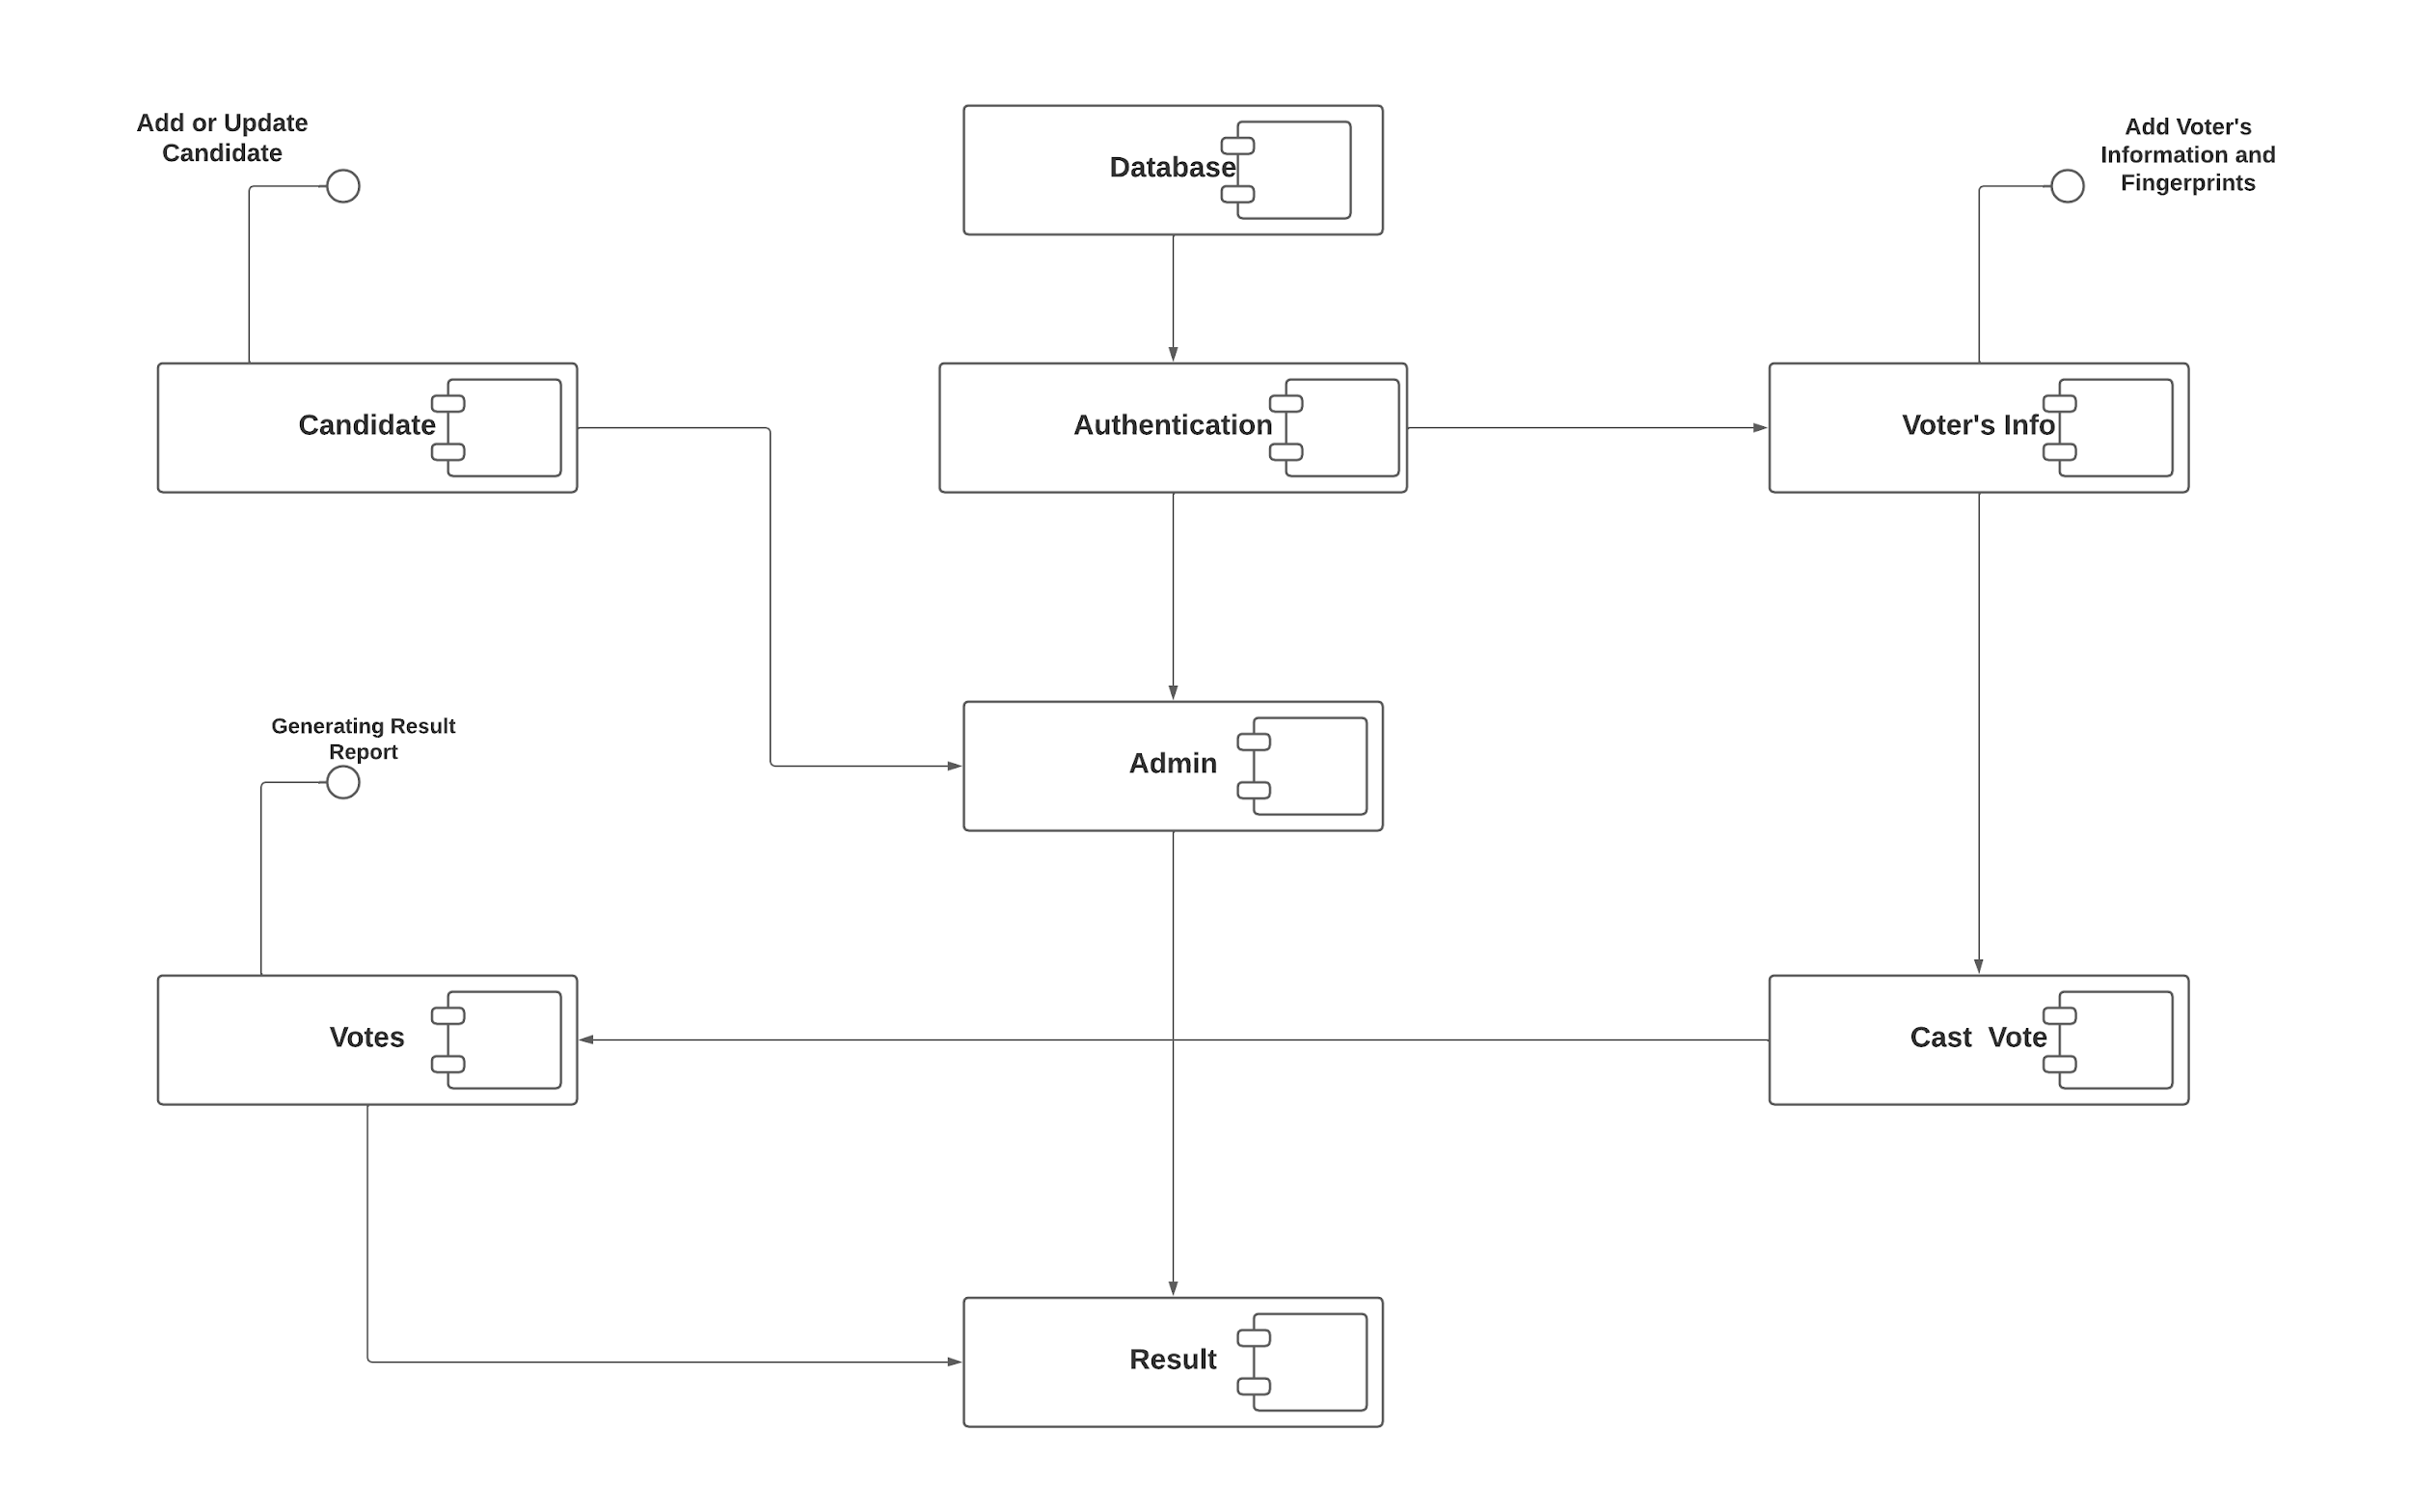 Add or Update
Candidate
Database
Add Voter's
Information and
Fingerprints
Candidate
Authentication
Voter's Info
Generating Result
Report
Admin
Votes
Cast  Vote
Result